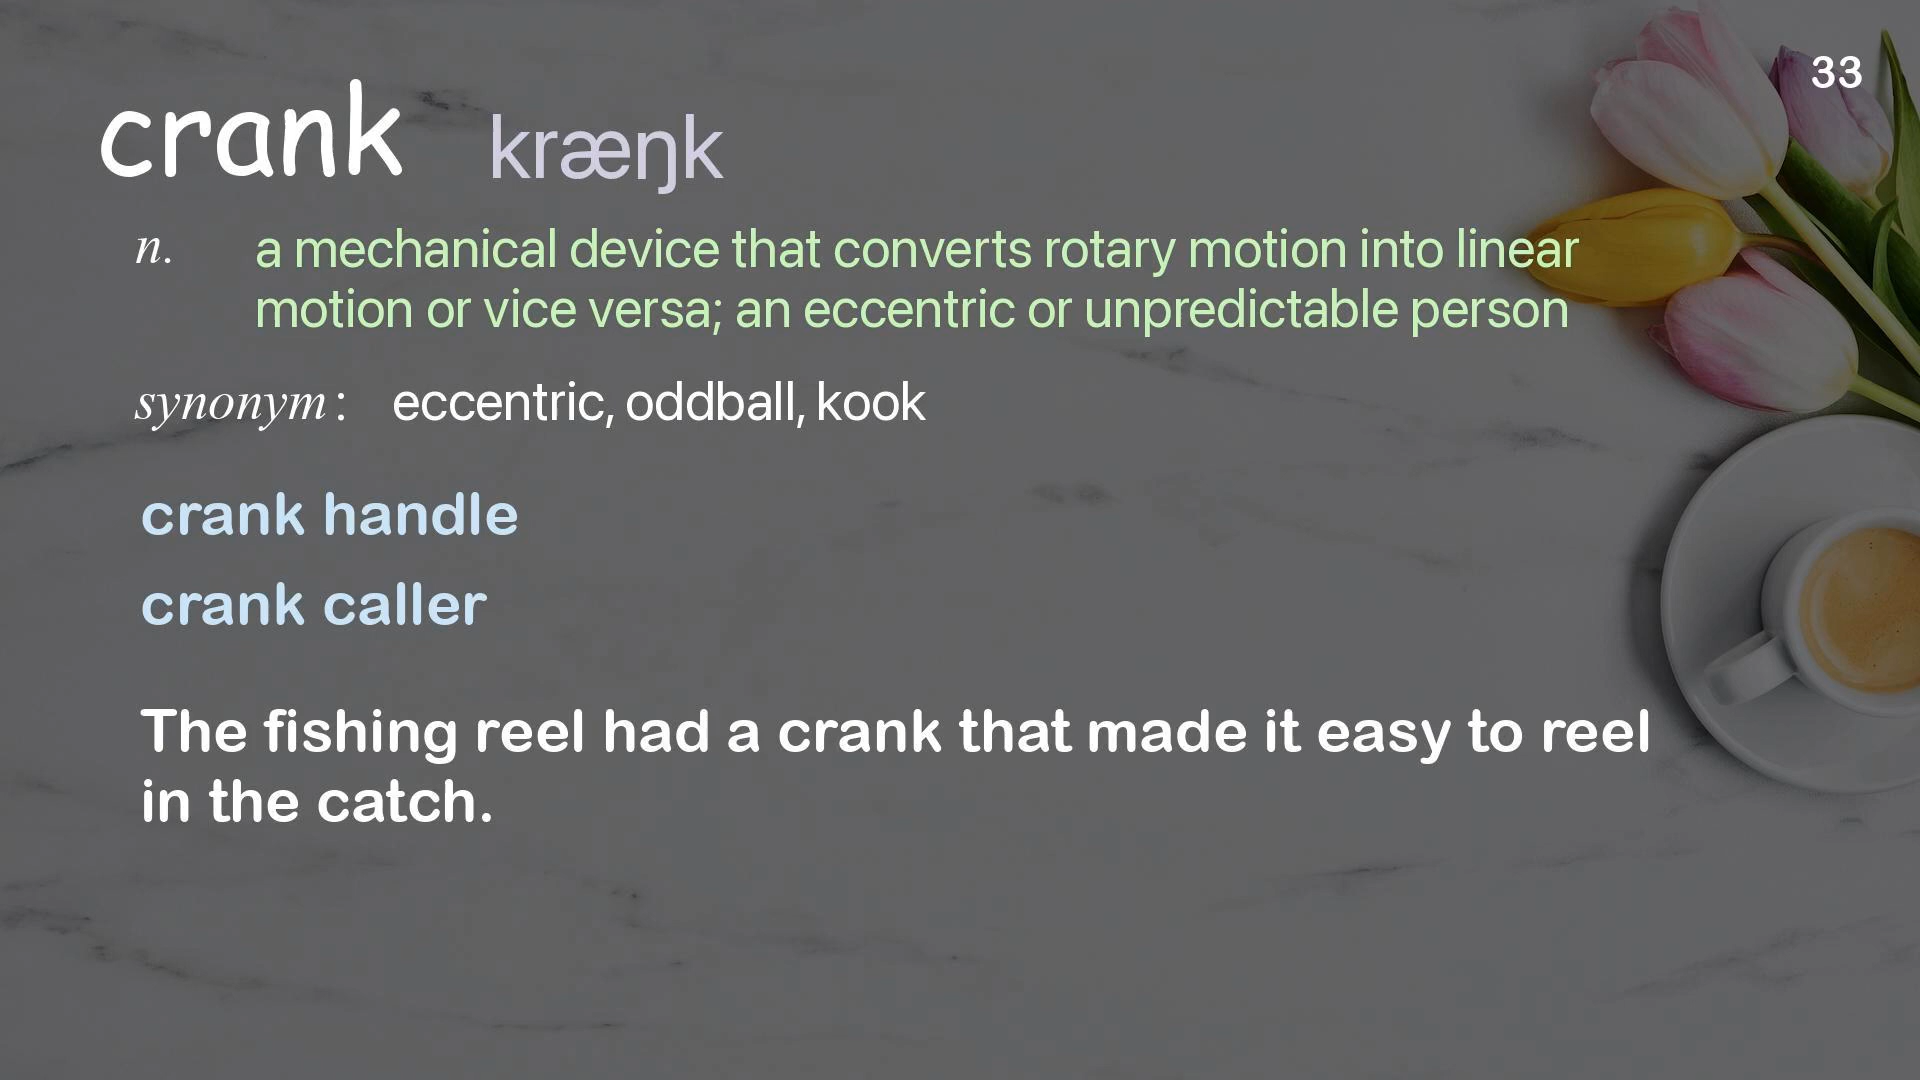 33
crank kræŋk
n. a mechanical device that converts rotary motion into linear
motion or vice versa; an eccentric or unpredictable person
synonym: eccentric, oddball, kook
crank handle
crank caller
The fishing reel had a crank that made it easy to reel
in the catch.